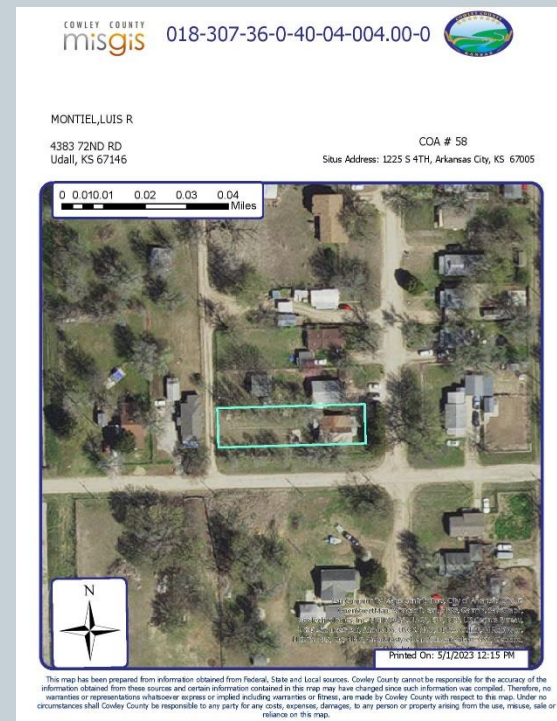 COWLEY COUNTY
misgis
018-307-36-0-40-04-004.00-0
MONTIEL,LUIS R
4383 72ND RD
Udall, KS 67146
COA # 58
Situs Address: 1225 S 4TH, Arkansas City, KS 67005
0 0.010.01 0.02 0.03 0.04
Miles
N
Printed On: 5/1/2023 12:15 PM
This map has been prepared from information obtained from Federal, State and Local sources. Cowley County cannot be responsible for the accuracy of the
information obtained from these sources and certain information contained in this map may have changed since such information was compiled. Therefore, no
warranties or representations whatsoever express or implied including warranties or fitness, are made by Cowley County with respect to this map. Under no
circumstances shall Cowley County be responsible to any party for any costs, expenses, damages, to any person or property arising from the use, misuse, sale or
reliance on this map.